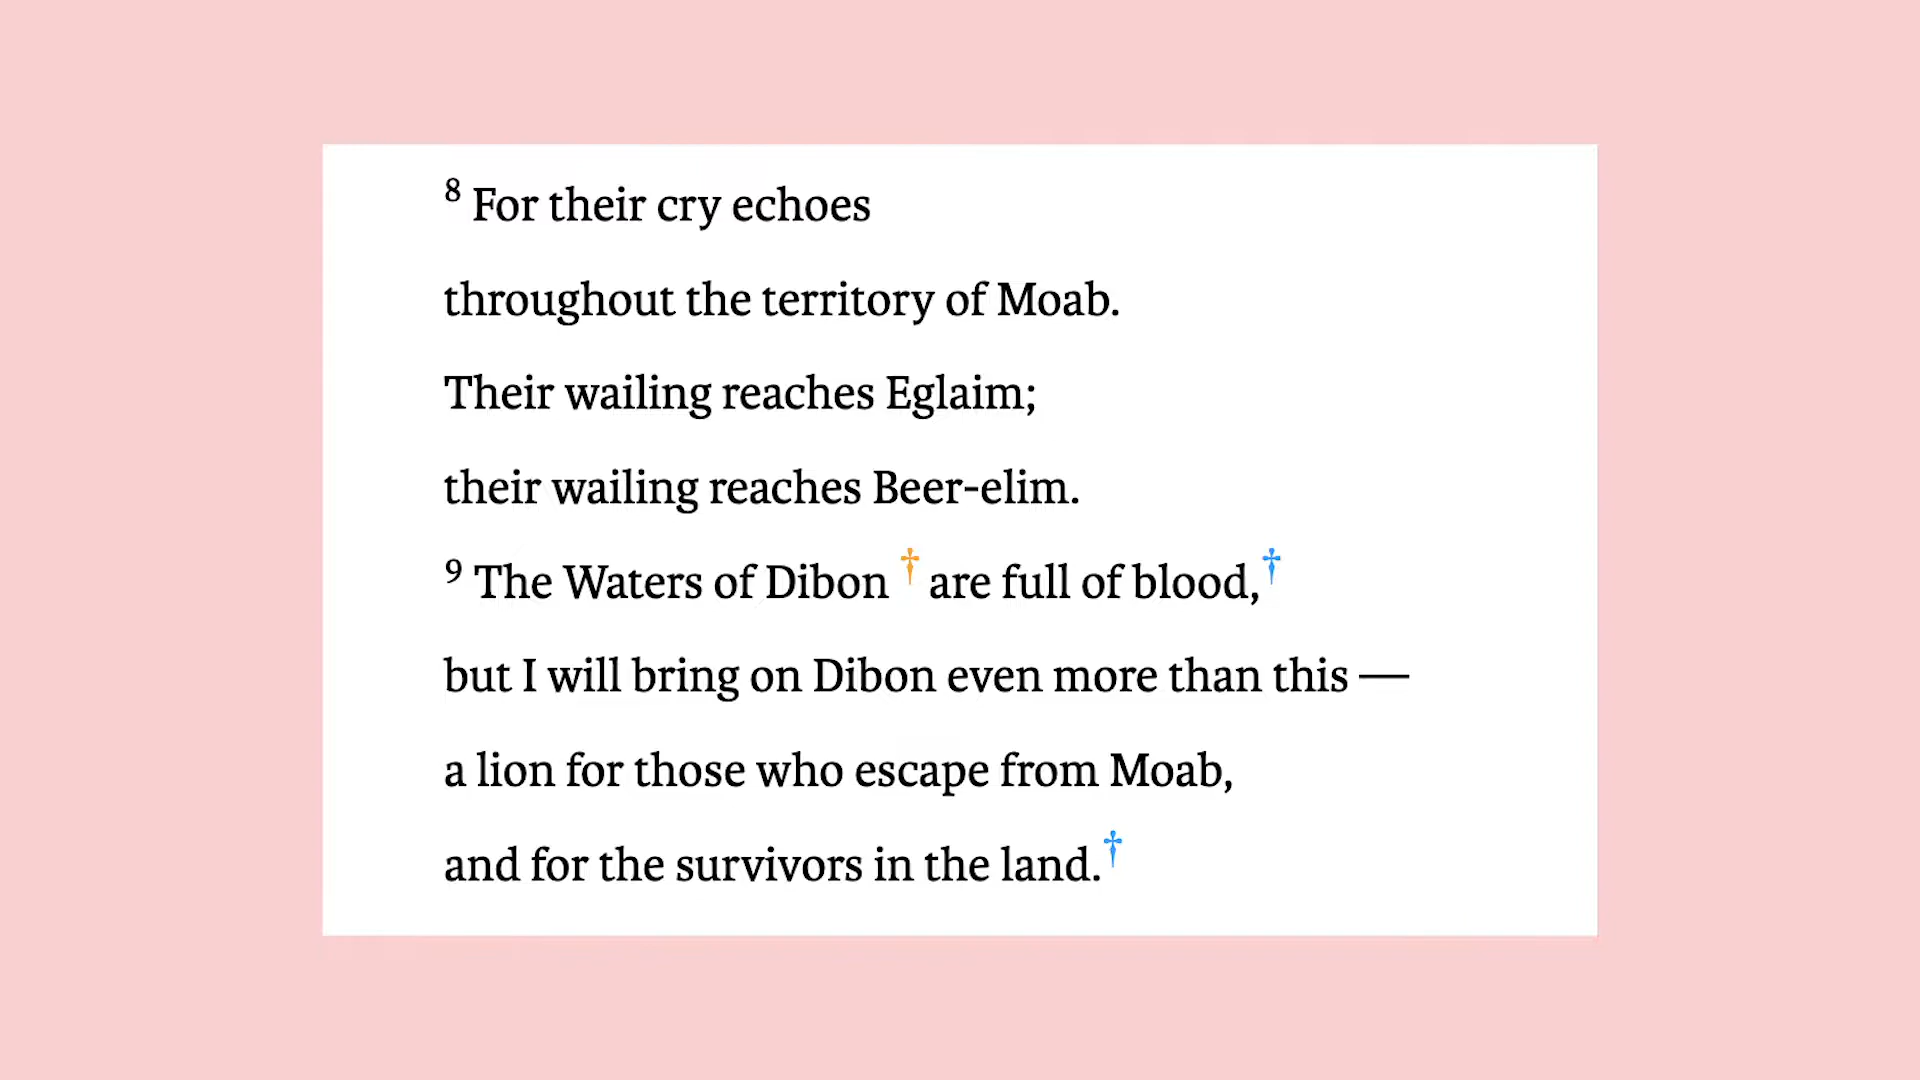 8 For their cry echoes
throughout the territory of Moab.
Their wailing reaches Eglaim;
their wailing reaches Beer-elim.
9 The Waters of Dibon † are full of blood,†
but I will bring on Dibon even more than this —
a lion for those who escape from Moab,
and for the survivors in the land.†